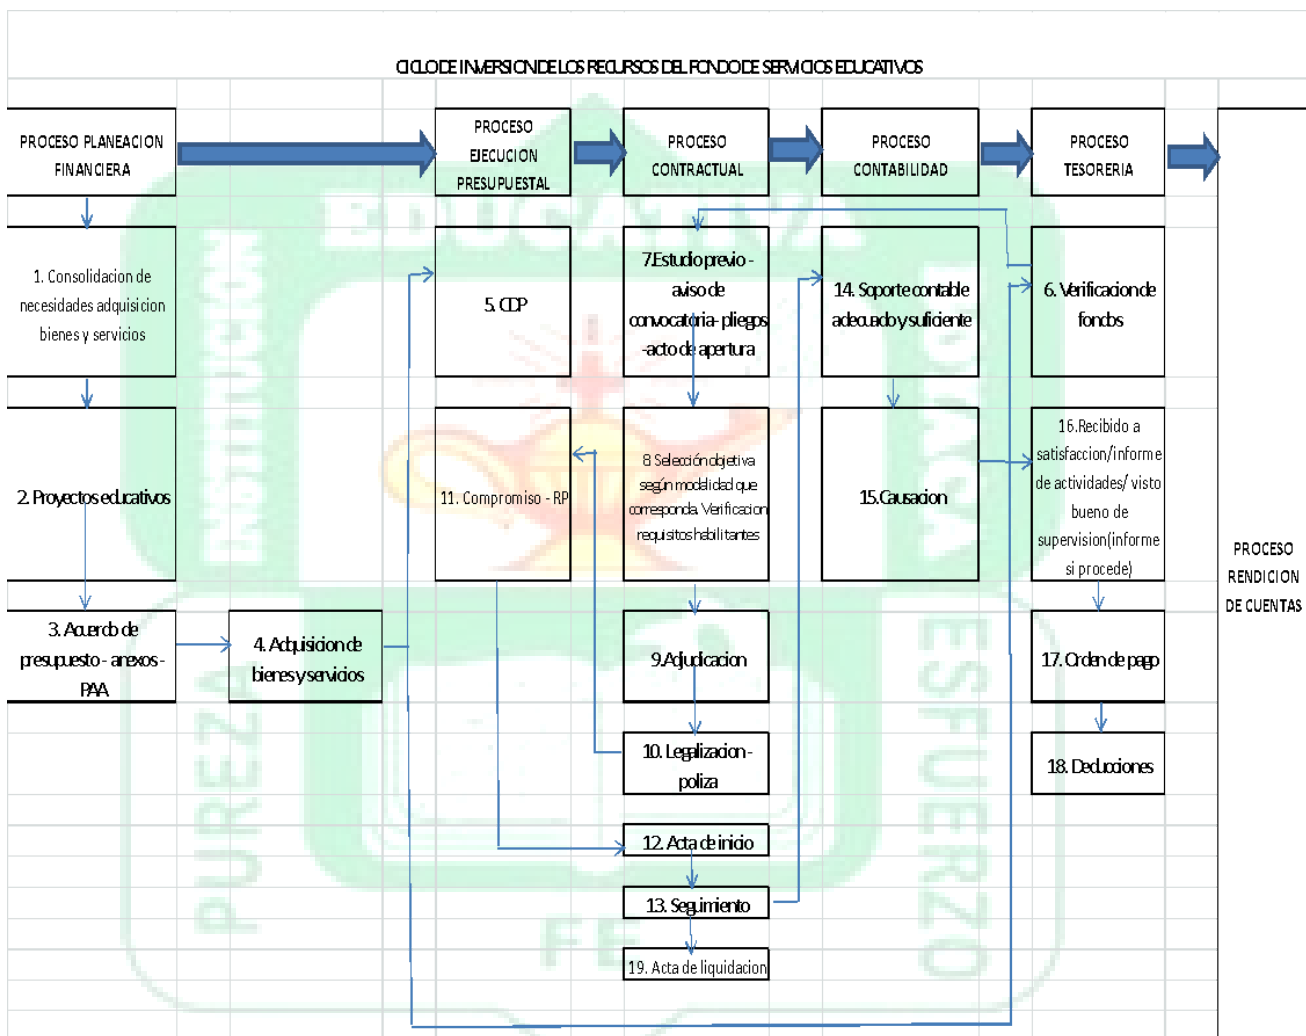 CICLO DE INVERSION DE LOS RECURSOS DEL FONDO DE SERVICIOS EDUCATIVOS
PROCESO PLANEACION
FINANCIERA
PROCESO
EJECUCION
PRESUPUESTAL
PROCESO
CONTRACTUAL
PROCESO
CONTABILIDAD
PROCESO
TESORERIA
1. Consolidacion de
necesidades adquisicion
bienes y servicios
5. CDP
7.Estudio previo -
aviso de
convocatoria- pliegos
-acto de apertura
14. Soporte contable
adecuado y suficiente
6. Verificacion de
fondos
2. Proyectos educativos
11. Compromiso - RP
8 Selección objetiva
según modalidad que
corresponda. Verificacion
requisitos habilitantes
15.Causacion
16.Recibido a
satisfaccion/informe
de actividades/ visto
bueno de
supervision(informe
si procede)
PROCESO
RENDICION
DE CUENTAS
3. Acuerdo de
presupuesto - anexos -
PAA
4. Adquisicion de
bienes y servicios
9.Adjudicacion
17. Orden de pago
10. Legalizacion -
poliza
18. Deducciones
12. Acta de inicio
13. Seguimiento
19. Acta de liquidacion
INSTITUCION
EDUCATIVA
POTACA
PUREZA
FE
ESFUERZO